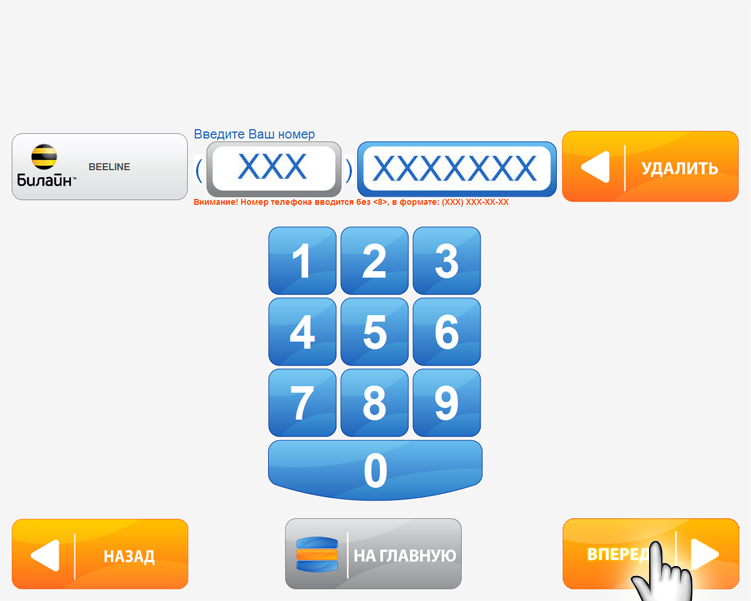 Введите Ваш номер
Билайн™
BEELINE
( XXX ) XXXXXXX
УДАЛИТЬ
Внимание! Номер телефона вводится без <8>, в формате: (XXX) XXX-XX-XX
1 2 3
4 5 6
7 8 9
0
НАЗАД
НА ГЛАВНУЮ
ВПЕРЕД